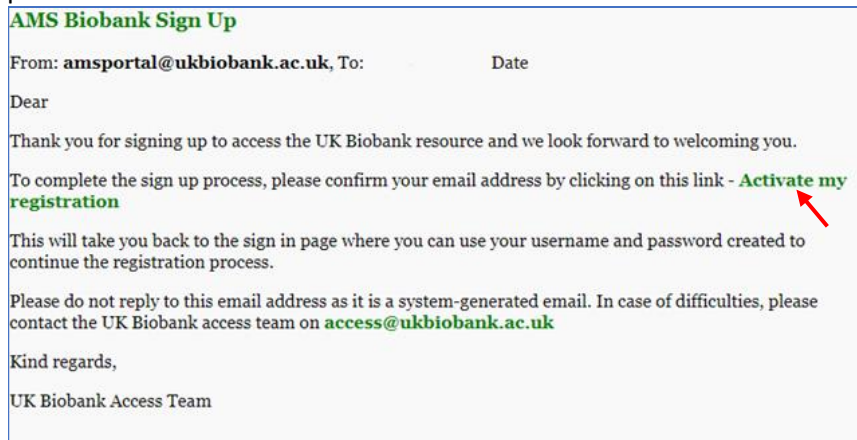 AMS Biobank Sign Up
From: amsportal@ukbiobank.ac.uk, To: Date
Dear
Thank you for signing up to access the UK Biobank resource and we look forward to welcoming you.
To complete the sign up process, please confirm your email address by clicking on this link - Activate my
registration
This will take you back to the sign in page where you can use your username and password created to
continue the registration process.
Please do not reply to this email address as it is a system-generated email. In case of difficulties, please
contact the UK Biobank access team on access@ukbiobank.ac.uk
Kind regards,
UK Biobank Access Team